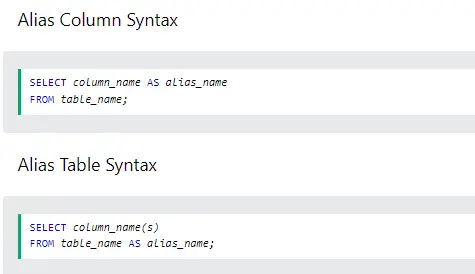 Alias Column Syntax
SELECT column_name AS alias_name
FROM table_name;
Alias Table Syntax
SELECT column_name(s)
FROM table_name AS alias_name;